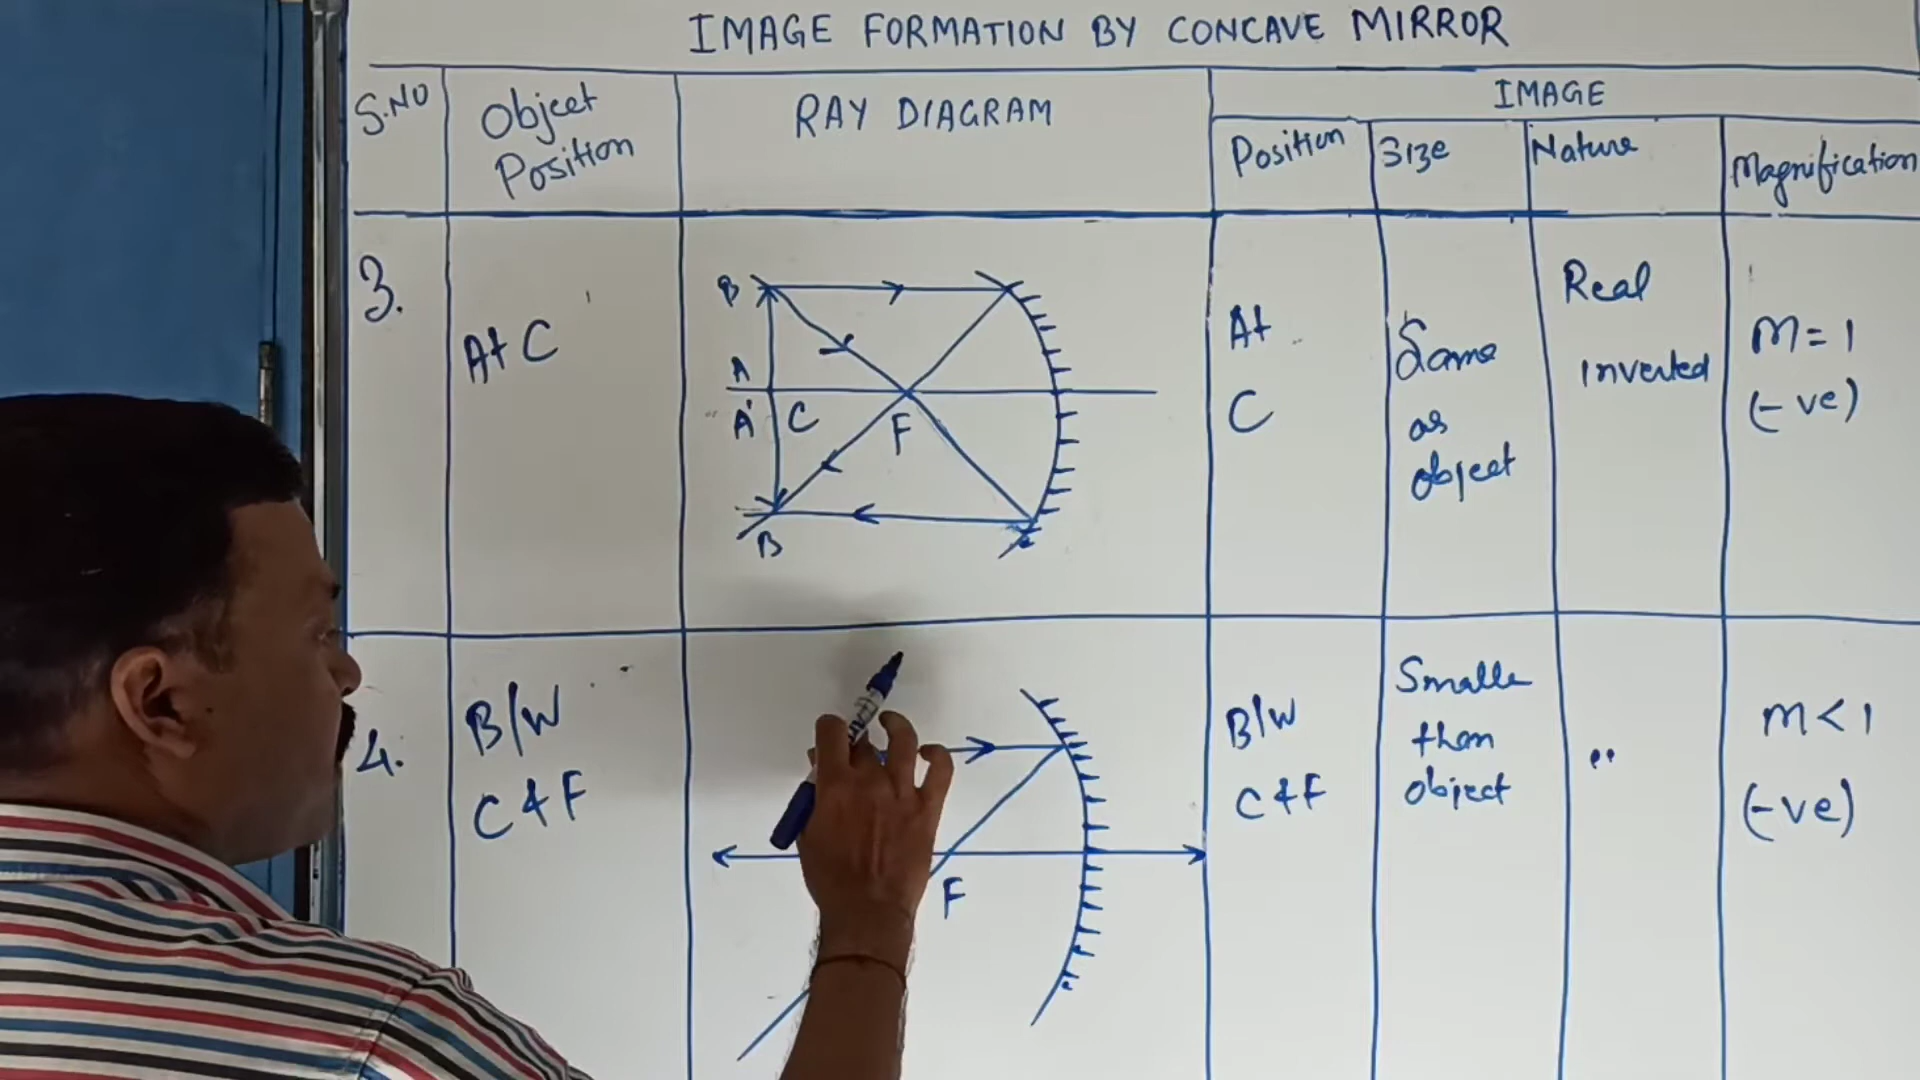 IMAGE FORMATION BY CONCAVE MIRROR
S.NO
Object
Position
RAY DIAGRAM
IMAGE
Position
Size
Nature
Magnification
3.
At C
B
A
A'
C
F
B
At
C
Same
as
object
Real
inverted
m = 1
(-ve)
4.
B/W
C & F
F
B/W
C & F
Smalle
than
object
"
m < 1
(-ve)